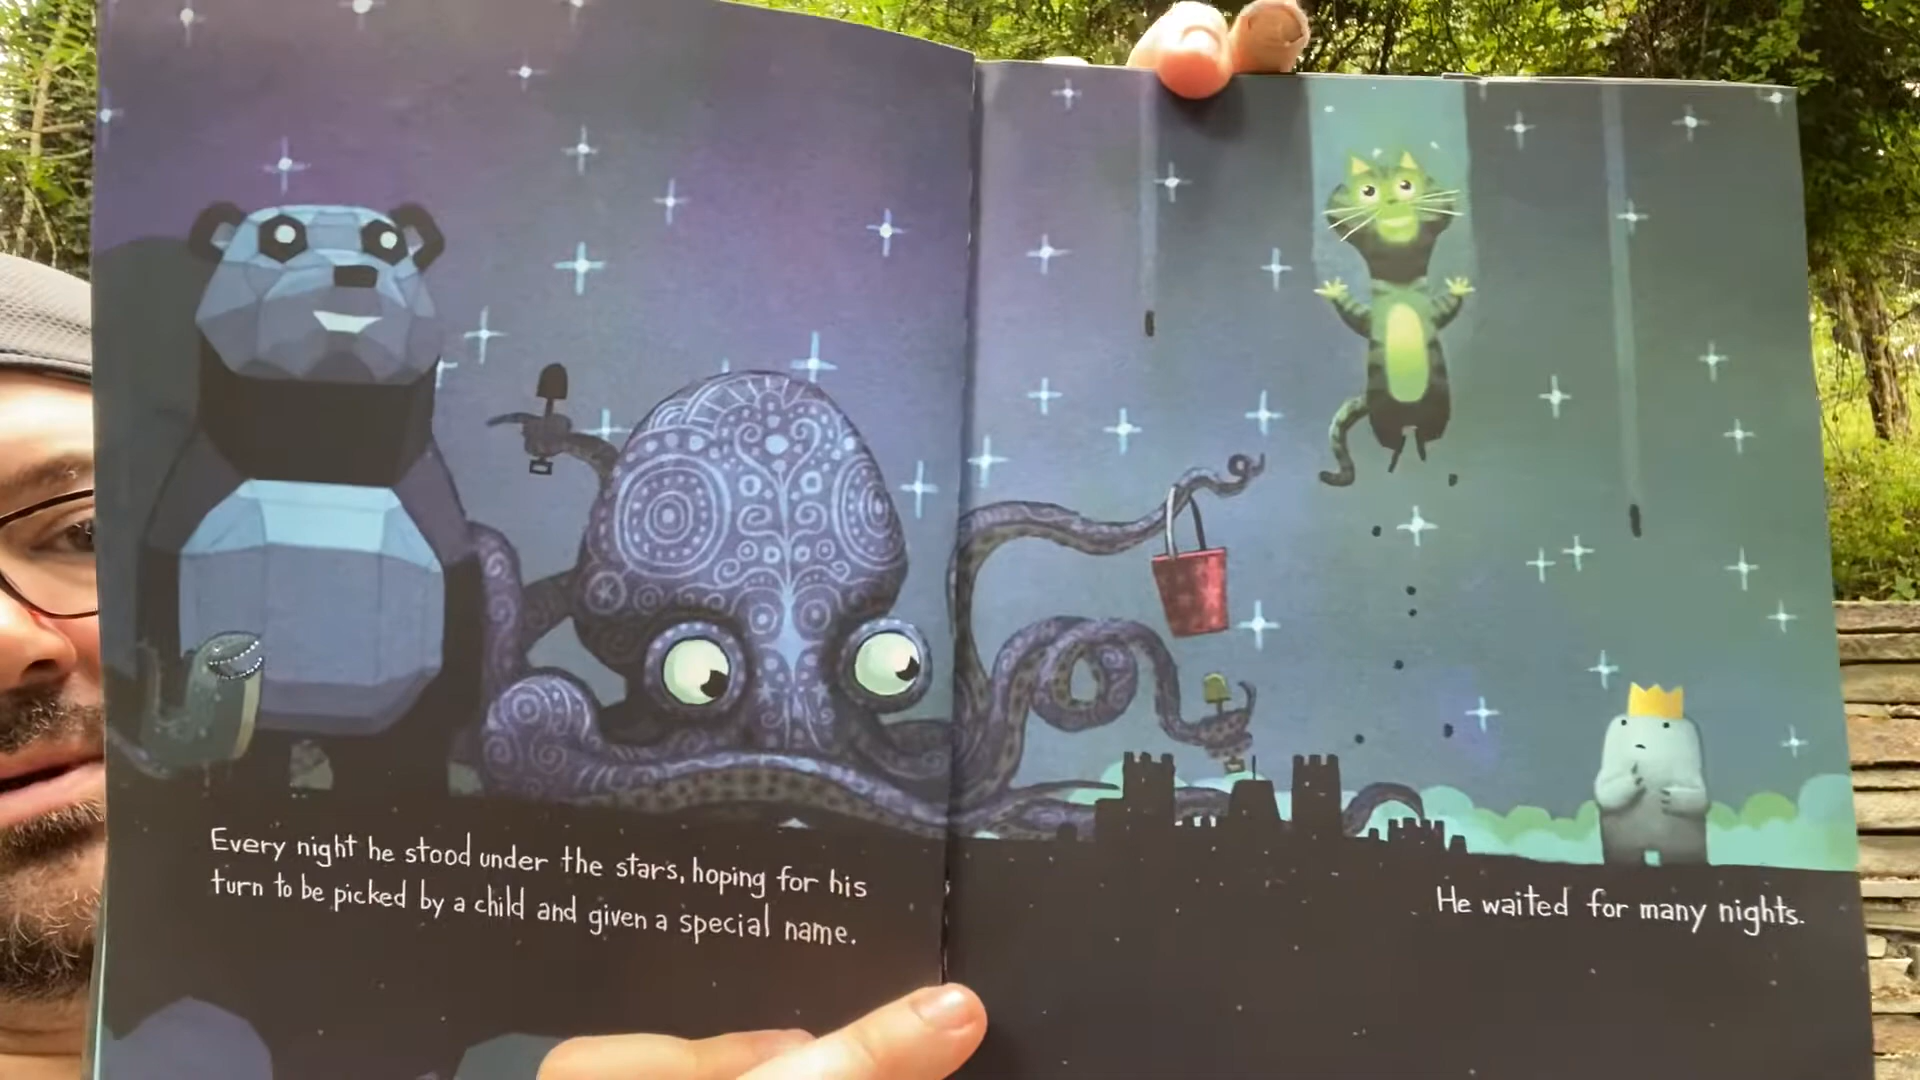 Every night he stood under the stars, hoping for his
turn to be picked by a child and given a special name.
He waited for many nights.